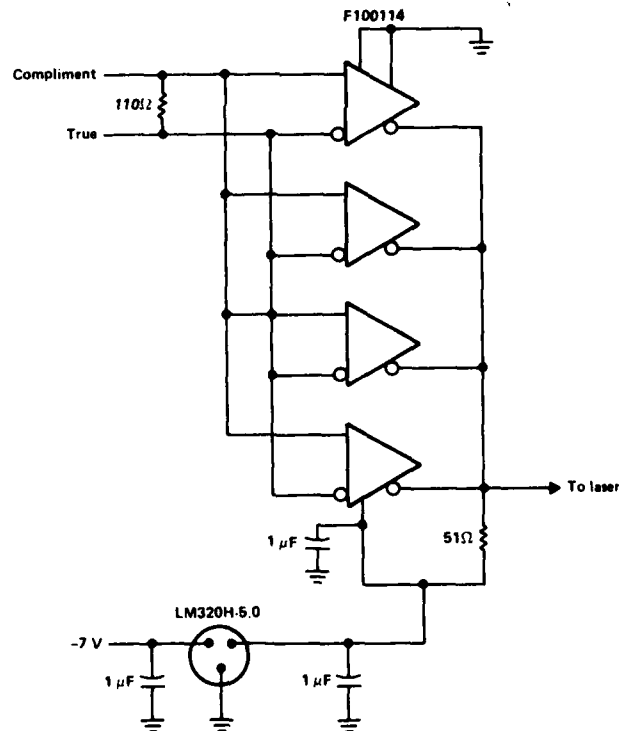 F100114
Compliment
110Ω
True
To laser
51Ω
1 µF
LM320H-5.0
-7 V
1 µF
1 µF